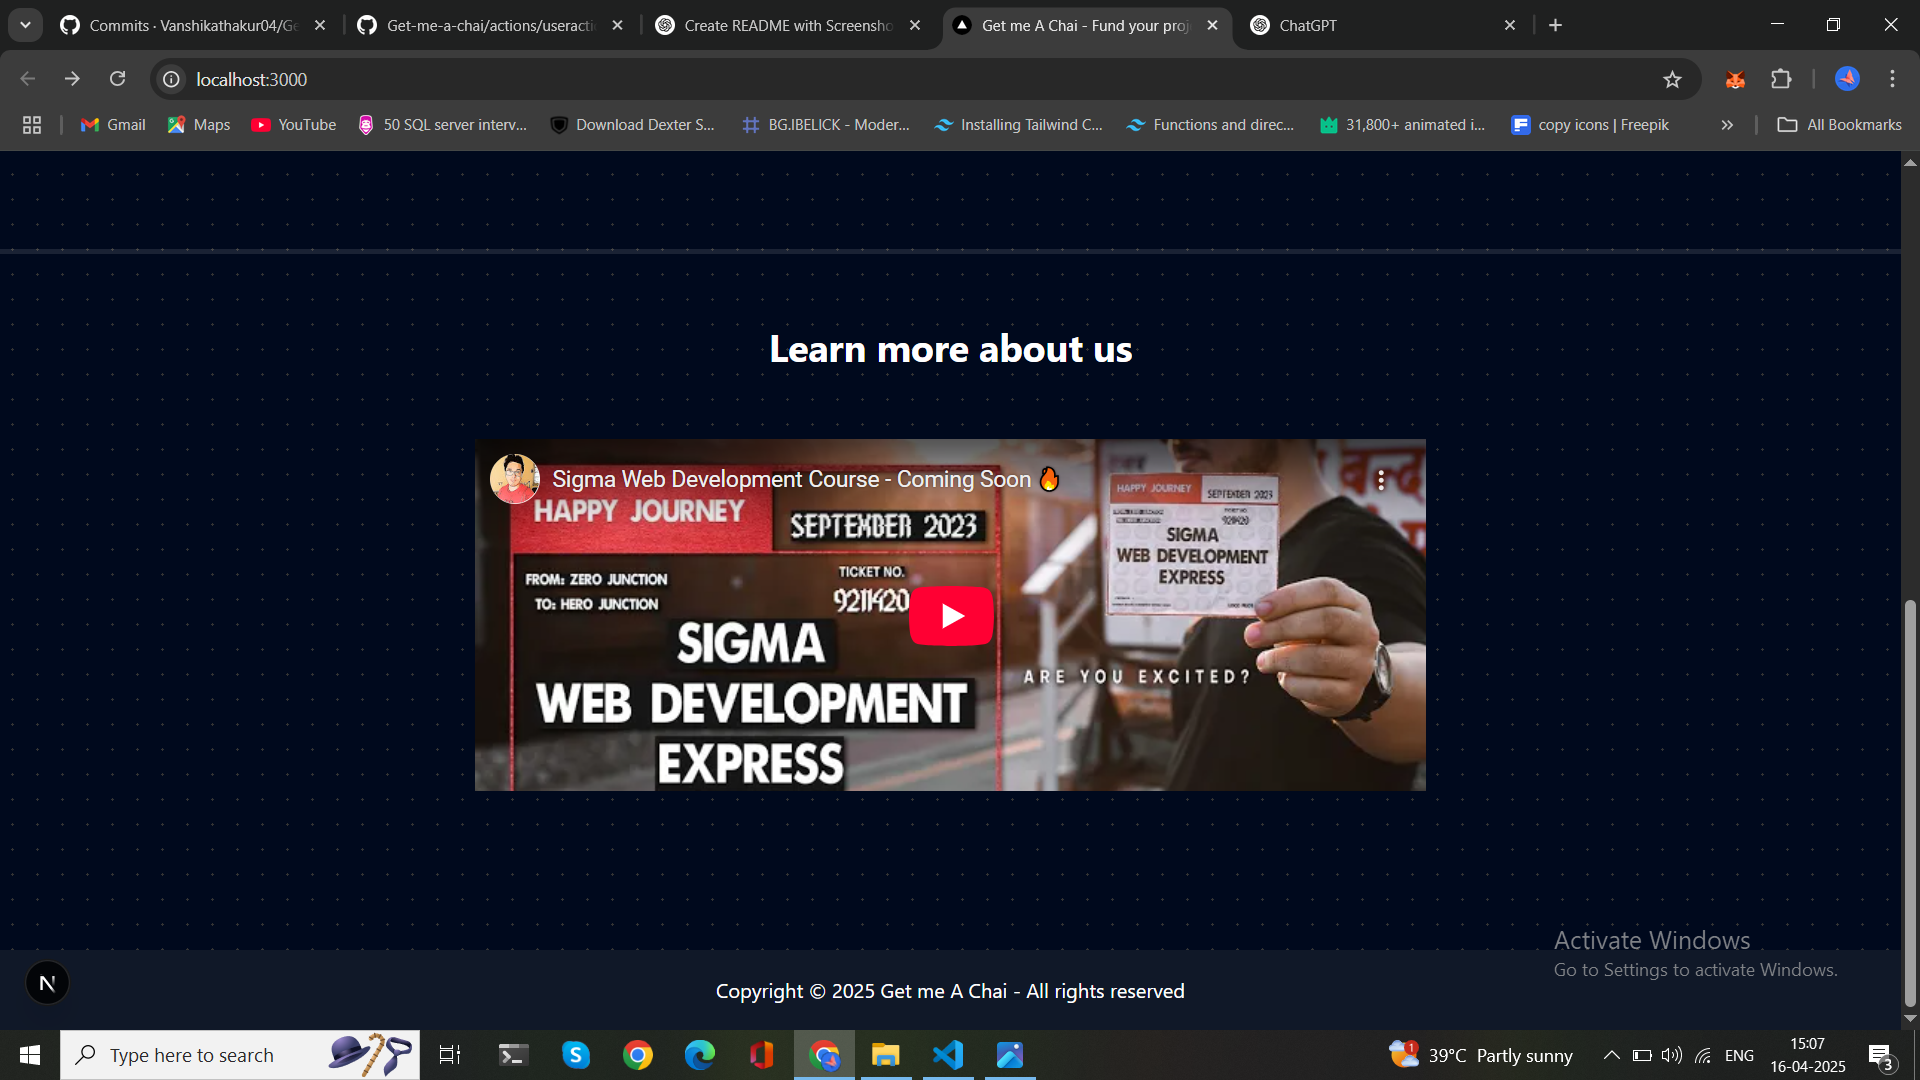 Commits · Vanshikathakur04/Ge
Get-me-a-chai/actions/useracti
Create README with Screensho
Get me A Chai - Fund your proj
ChatGPT
localhost:3000
Gmail
Maps
YouTube
50 SQL server interv...
Download Dexter S...
BG.IBELICK - Moder...
Installing Tailwind C...
Functions and direc...
31,800+ animated i...
copy icons | Freepik
All Bookmarks
Learn more about us
Sigma Web Development Course - Coming Soon 🔥
HAPPY JOURNEY
SEPTEMBER 2023
FROM: ZERO JUNCTION
TO: HERO JUNCTION
TICKET NO.
9211420
SIGMA
WEB DEVELOPMENT
EXPRESS
HAPPY JOURNEY
SEPTEMBER 2023
TICKET NO.
9211420
SIGMA
WEB DEVELOPMENT
EXPRESS
ARE YOU EXCITED?
Activate Windows
Go to Settings to activate Windows.
N
Copyright © 2025 Get me A Chai - All rights reserved
Type here to search
1
39°C Partly sunny
ENG
15:07
16-04-2025
3